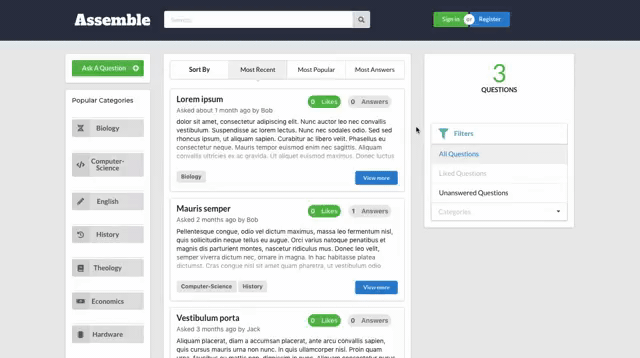 Assemble
Search...
Sign-in or Register
Ask A Question
Popular Categories
Biology
Computer-Science
English
History
Theology
Economics
Hardware
Sort By
Most Recent
Most Popular
Most Answers
Lorem ipsum
0 Likes
0 Answers
Asked about 1 month ago by Bob
dolor sit amet, consectetur adipiscing elit. Nunc auctor leo nec convallis
vestibulum. Suspendisse ac lorem lectus. Nunc nec sodales odio. Sed sed
rhoncus ipsum, ut aliquam sapien. Curabitur ac libero velit. Phasellus eu
consectetur neque. Mauris tempor euismod enim nec sagittis. Aliquam
convallis ultricies ex ac gravida. Ut aliquet euismod maximus. Donec luctus
Biology
View more
Mauris semper
0 Likes
1 Answers
Asked 2 months ago by Bob
Pellentesque congue, odio vel dictum maximus, massa leo fermentum nisl,
quis sollicitudin neque tellus eu augue. Orci varius natoque penatibus et
magnis dis parturient montes, nascetur ridiculus mus. Donec leo velit,
semper viverra dictum nec, ornare in magna. In hac habitasse platea
dictumst. Cras congue nisl sit amet quam pharetra, ut vestibulum odio
Computer-Science
History
View more
Vestibulum porta
0 Likes
0 Answers
Asked 3 months ago by Jack
Aliquam placerat, diam a accumsan placerat, ante arcu convallis sapien,
quis cursus mauris urna non nunc. In quis lobortis nunc. Proin quam
3
QUESTIONS
Filters
All Questions
Liked Questions
Unanswered Questions
Categories